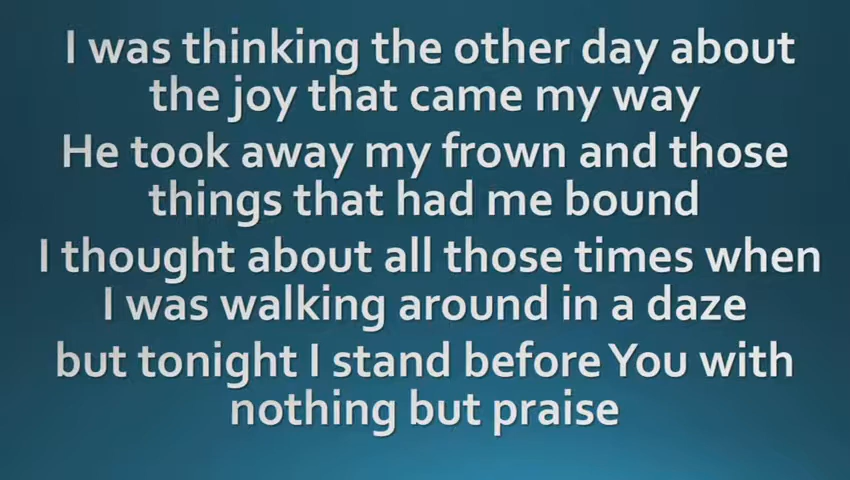 I was thinking the other day about
the joy that came my way
He took away my frown and those
things that had me bound
I thought about all those times when
I was walking around in a daze
but tonight I stand before You with
nothing but praise